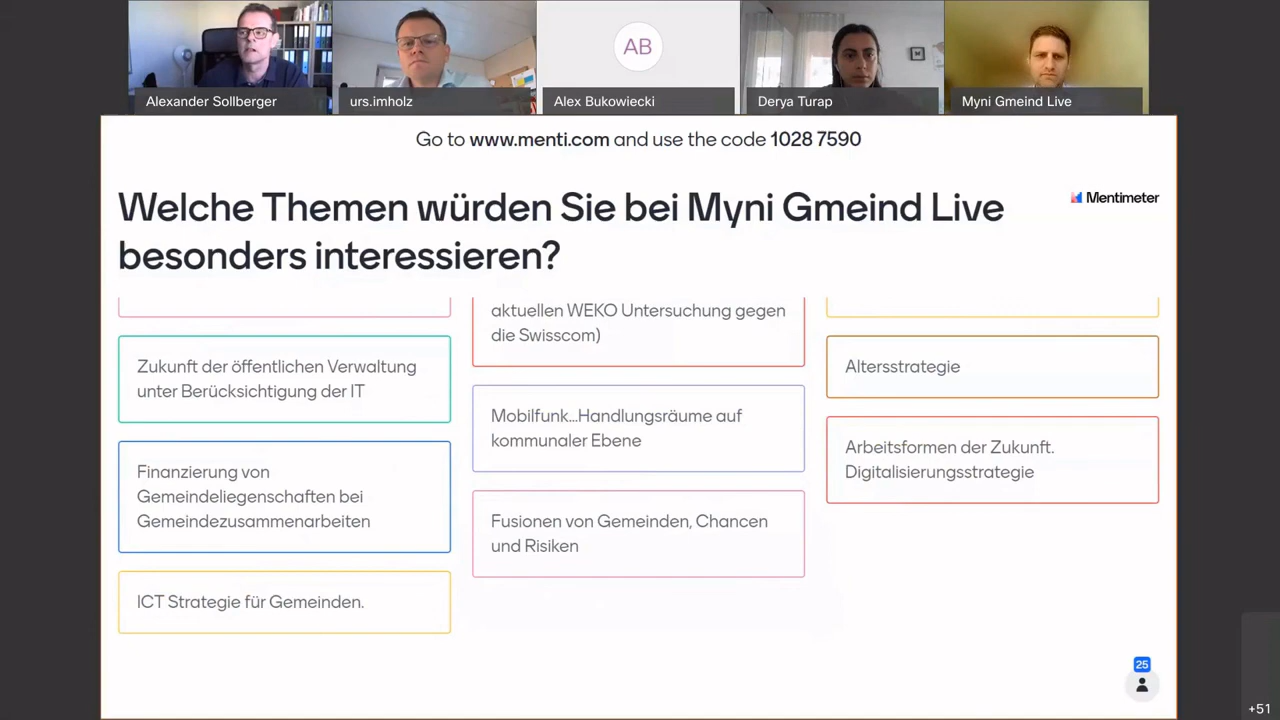 Alexander Sollberger
urs.imholz
AB
Alex Bukowiecki
Derya Turap
Myni Gmeind Live
Go to www.menti.com and use the code 1028 7590
Welche Themen würden Sie bei Myni Gmeind Live
besonders interessieren?
Mentimeter
Zukunft der öffentlichen Verwaltung
unter Berücksichtigung der IT
Finanzierung von
Gemeindeliegenschaften bei
Gemeindezusammenarbeiten
ICT Strategie für Gemeinden.
aktuellen WEKO Untersuchung gegen
die Swisscom)
Mobilfunk...Handlungsräume auf
kommunaler Ebene
Fusionen von Gemeinden, Chancen
und Risiken
Altersstrategie
Arbeitsformen der Zukunft.
Digitalisierungsstrategie
25
+51